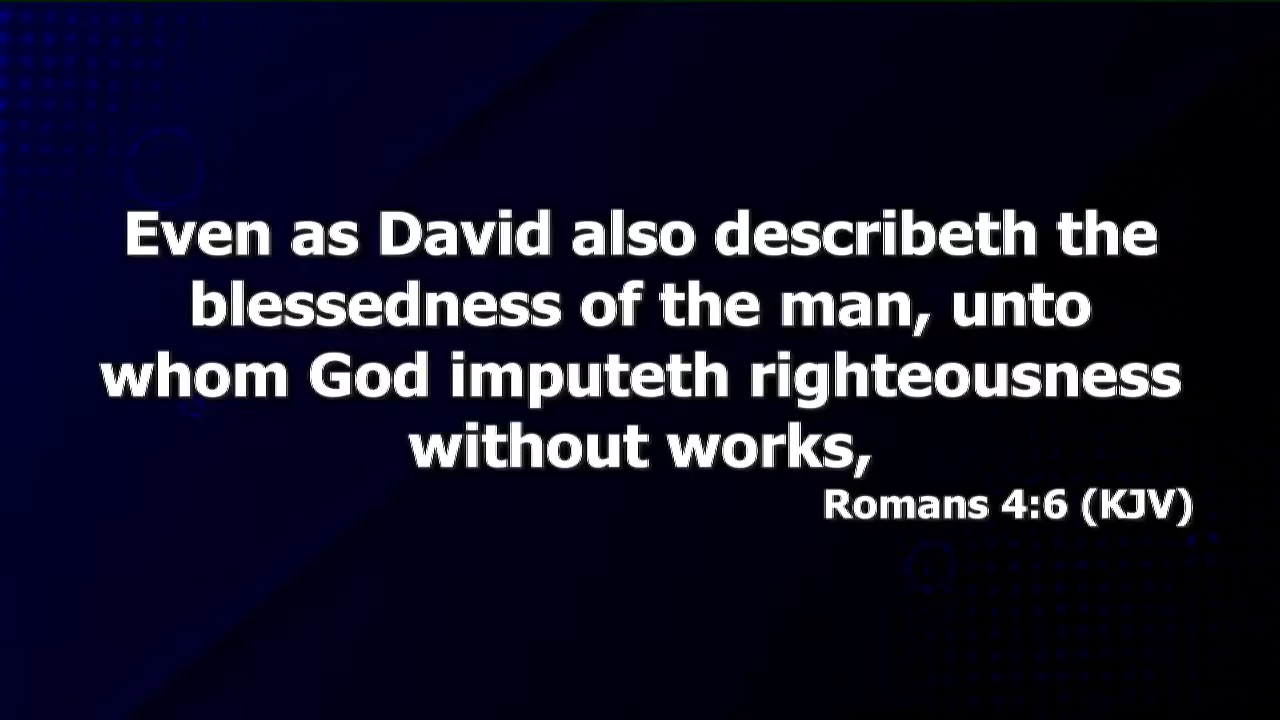 Even as David also describeth the
blessedness of the man, unto
whom God imputeth righteousness
without works,
Romans 4:6 (KJV)